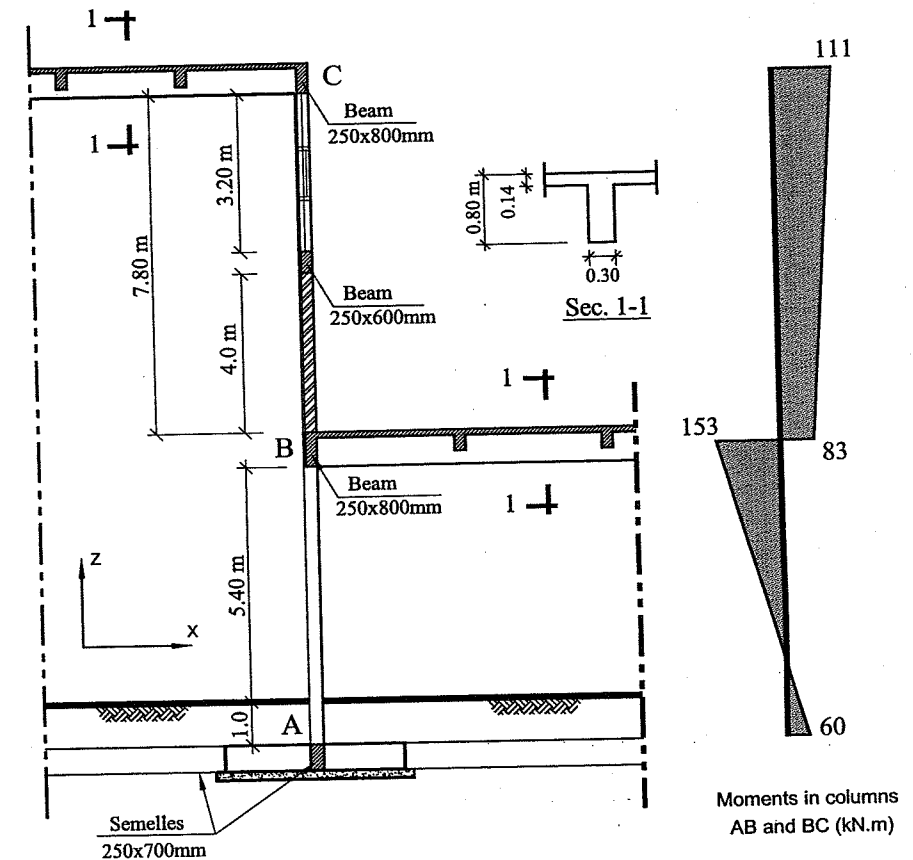 1
C
Beam
250x800mm
1
3.20 m
7.80 m
0.80 m
0.14
0.30
Sec. 1-1
Beam
250x600mm
4.0 m
1
B
Beam
250x800mm
1
5.40 m
z
x
1.0
A
Semelles
250x700mm
111
153
83
60
Moments in columns
AB and BC (kN.m)